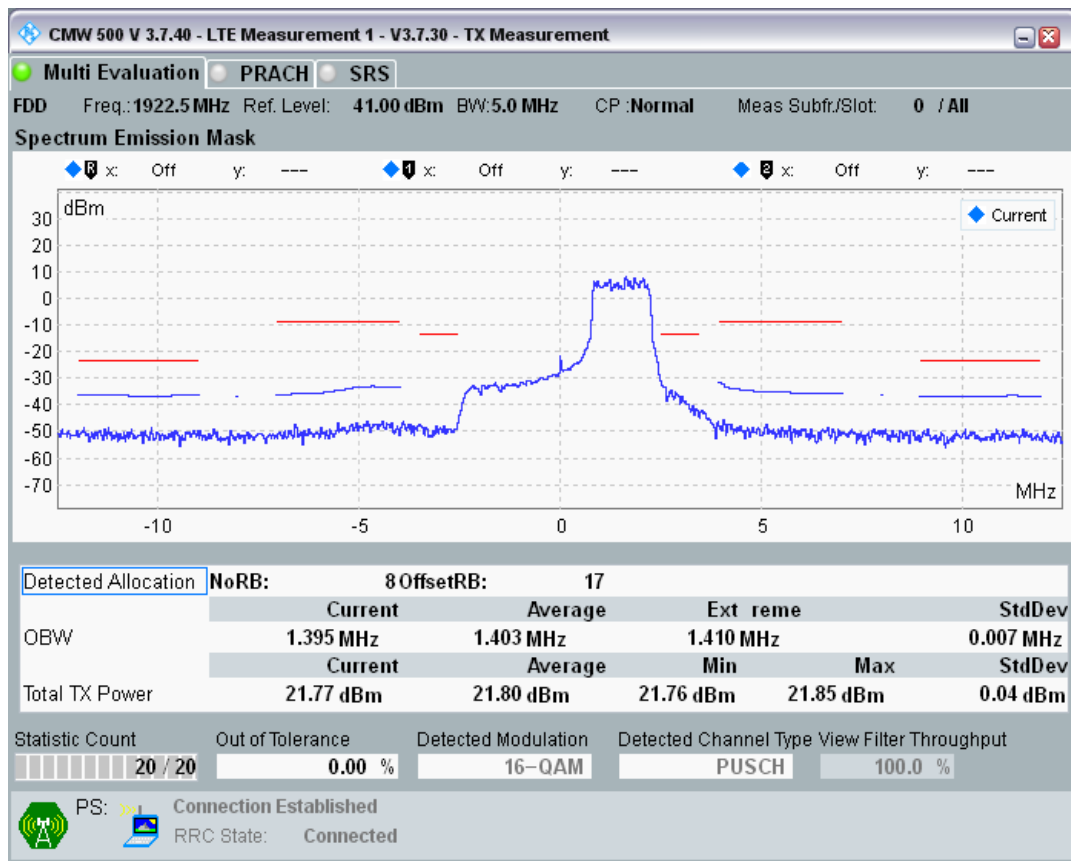 CMW 500 V 3.7.40 - LTE Measurement 1 - V3.7.30 - TX Measurement
Multi Evaluation PRACH SRS
FDD Freq.:1922.5 MHz Ref. Level: 41.00 dBm BW:5.0 MHz CP :Normal Meas Subfr./Slot: 0 / All
Spectrum Emission Mask
R x: Off y: --- 1 x: Off y: --- 2 x: Off y: ---
dBm
Current
30
20
10
0
-10
-20
-30
-40
-50
-60
-70
MHz
-10 -5 0 5 10
Detected Allocation NoRB: 8 OffsetRB: 17
Current Average Ext reme StdDev
OBW 1.395 MHz 1.403 MHz 1.410 MHz 0.007 MHz
Current Average Min Max StdDev
Total TX Power 21.77 dBm 21.80 dBm 21.76 dBm 21.85 dBm 0.04 dBm
Statistic Count Out of Tolerance Detected Modulation Detected Channel Type View Filter Throughput
20 / 20 0.00 % 16-QAM PUSCH 100.0 %
PS: Connection Established
RRC State: Connected